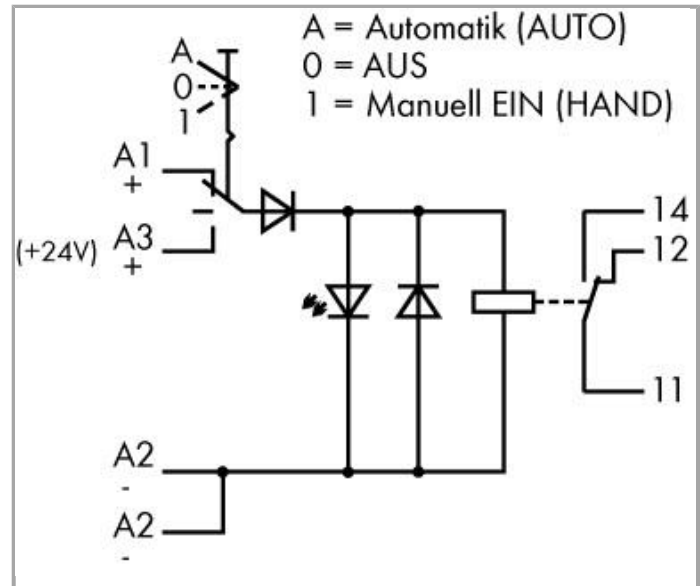 A = Automatik (AUTO)
0 = AUS
1 = Manuell EIN (HAND)
A
0
1
A1
+
(+24V) A3
+
14
12
11
A2
-
A2
-